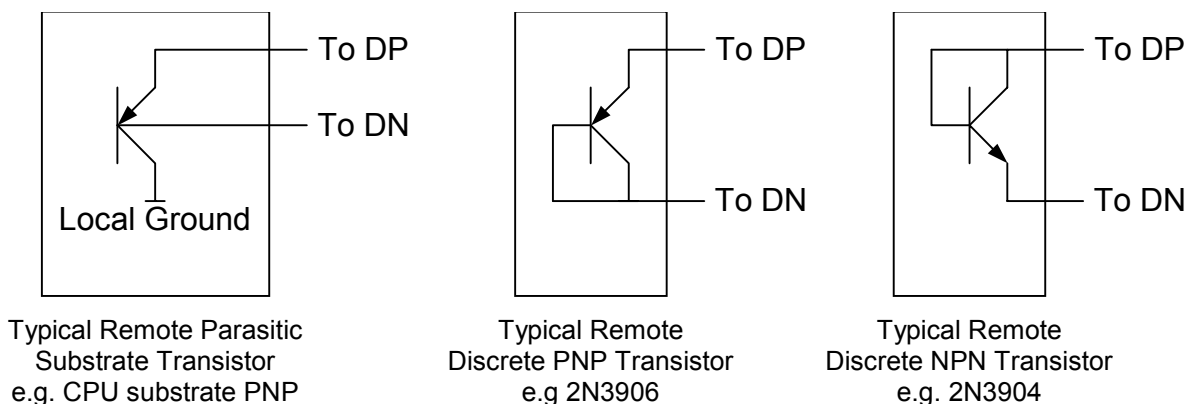 To DP
To DN
Local Ground
Typical Remote Parasitic
Substrate Transistor
e.g. CPU substrate PNP
To DP
To DN
Typical Remote
Discrete PNP Transistor
e.g 2N3906
To DP
To DN
Typical Remote
Discrete NPN Transistor
e.g. 2N3904